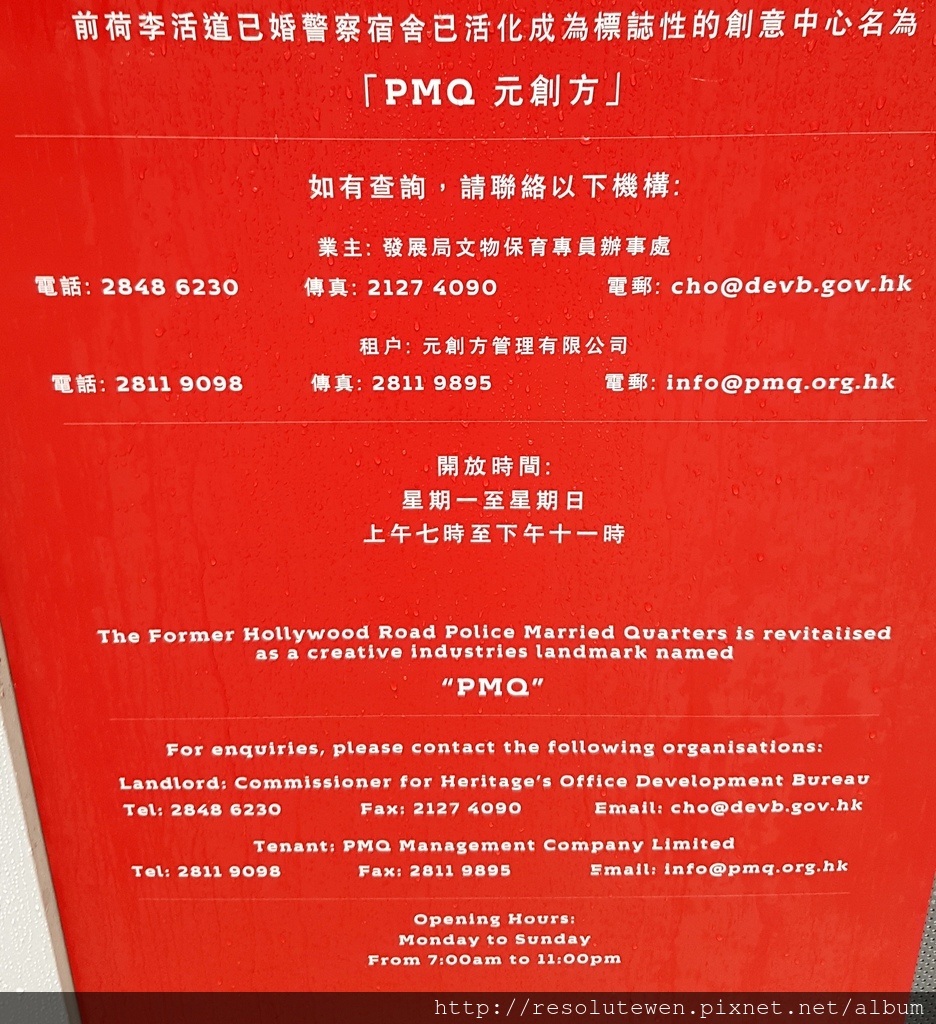 前荷李活道已婚警察宿舍已活化成為標誌性的創意中心名為
「PMQ 元創方」
如有查詢，請聯絡以下機構:
業主: 發展局文物保育專員辦事處
電話: 2848 6230 傳真: 2127 4090 電郵: cho@devb.gov.hk
租户: 元創方管理有限公司
電話: 2811 9098 傳真: 2811 9895 電郵: info@pmq.org.hk
開放時間:
星期一至星期日
上午七時至下午十一時
The Former Hollywood Road Police Married Quarters is revitalised
as a creative industries landmark named
“PMQ”
For enquiries, please contact the following organisations:
Landlord: Commissioner for Heritage’s Office Development Bureau
Tel: 2848 6230 Fax: 2127 4090 Email: cho@devb.gov.hk
Tenant: PMQ Management Company Limited
Tel: 2811 9098 Fax: 2811 9895 Email: info@pmq.org.hk
Opening Hours:
Monday to Sunday
From 7:00am to 11:00pm
http://resolutewen.pixnet.net/album